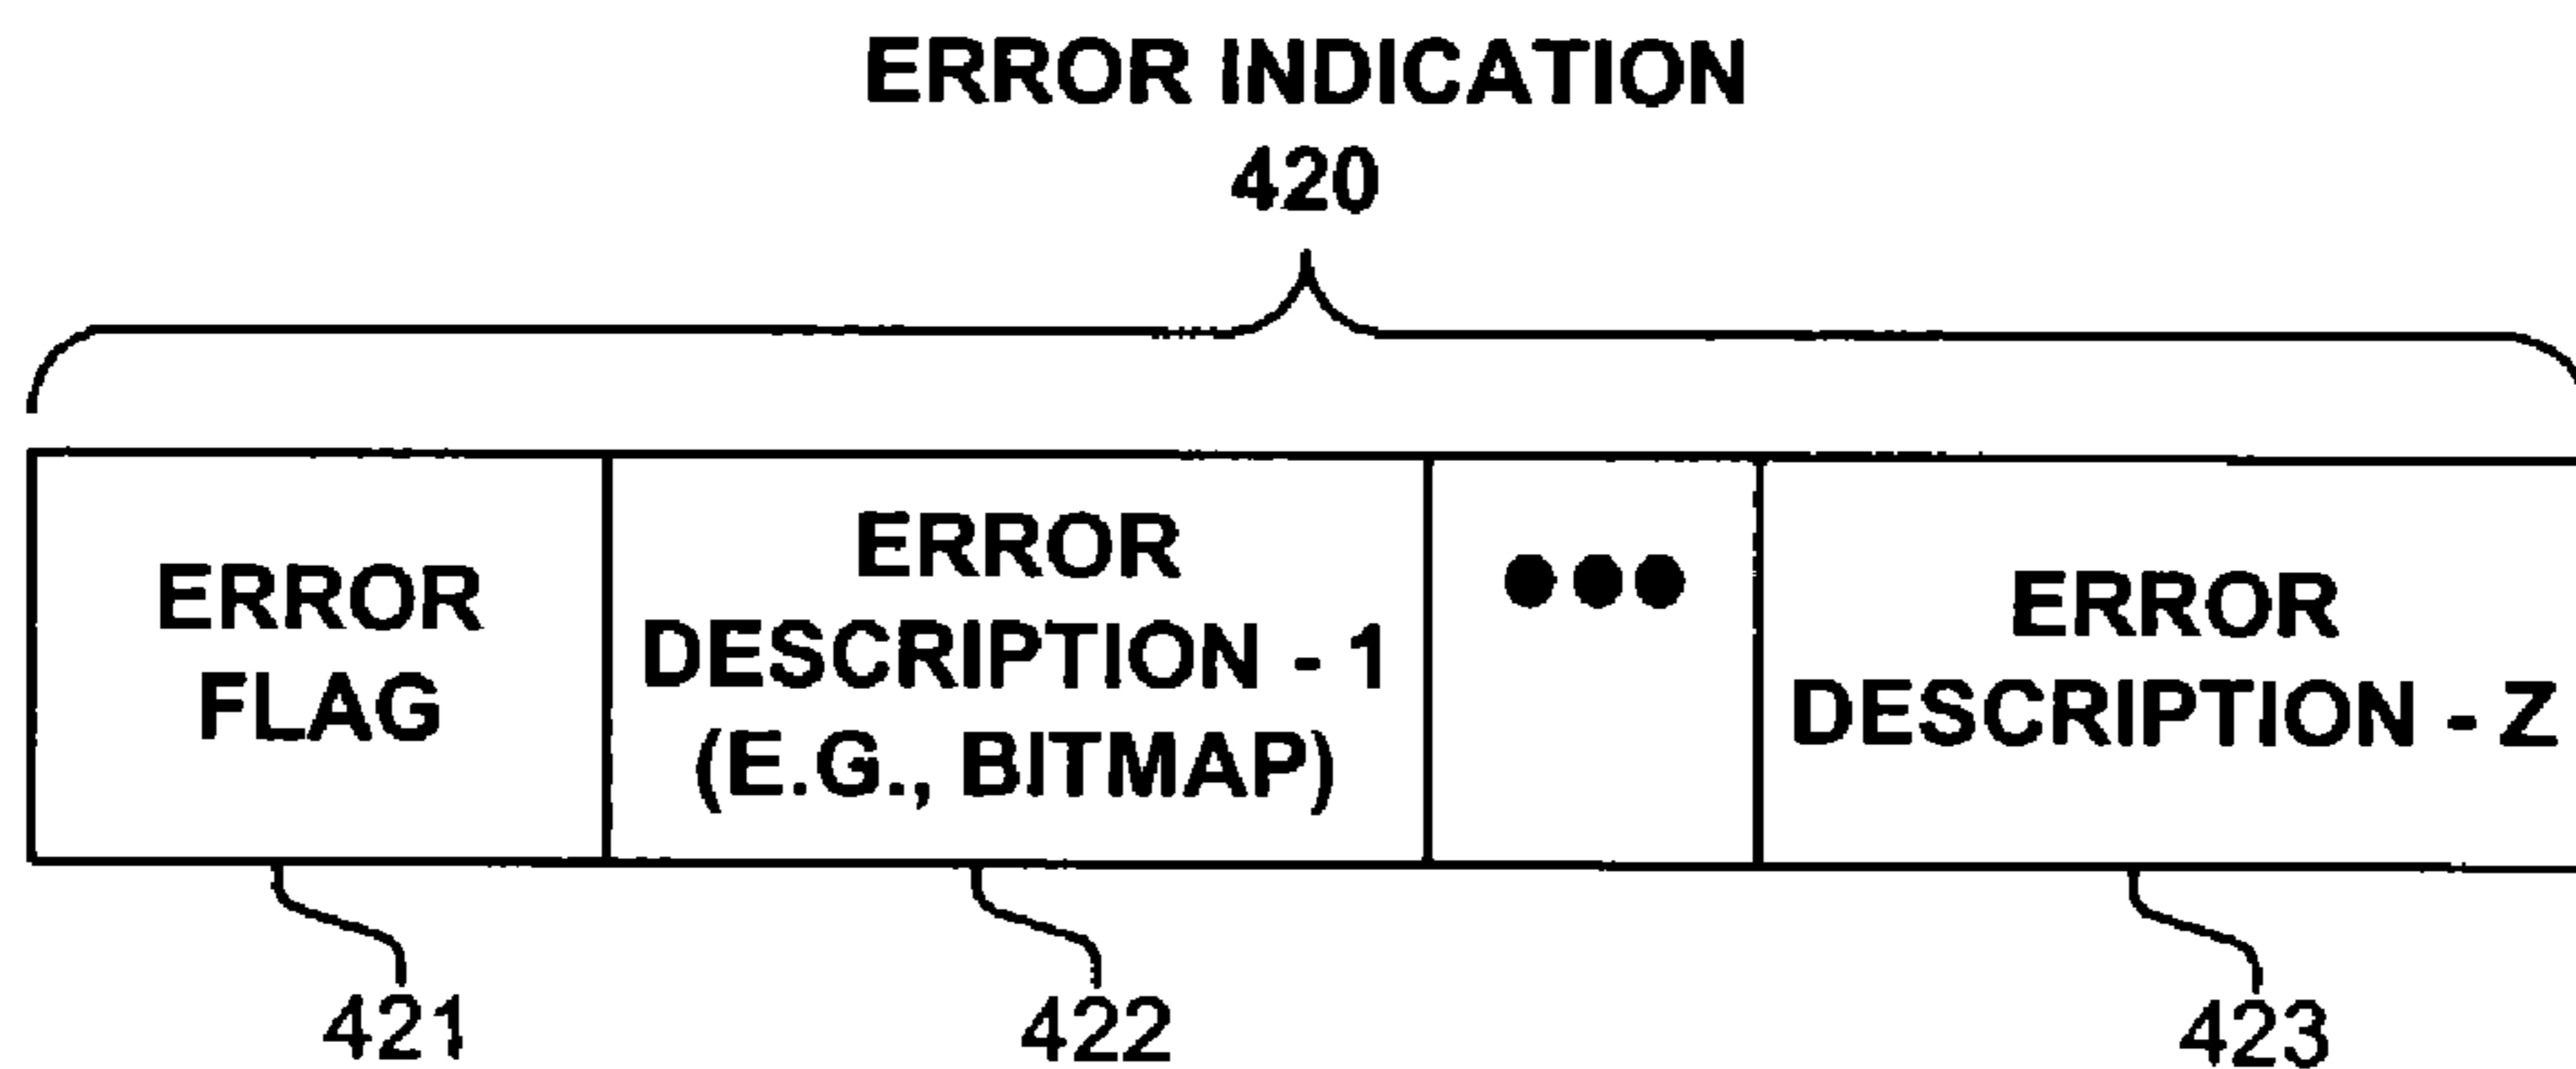 ERROR INDICATION
420
ERROR
FLAG
ERROR
DESCRIPTION - 1
(E.G., BITMAP)
●●●
ERROR
DESCRIPTION - Z
421
422
423